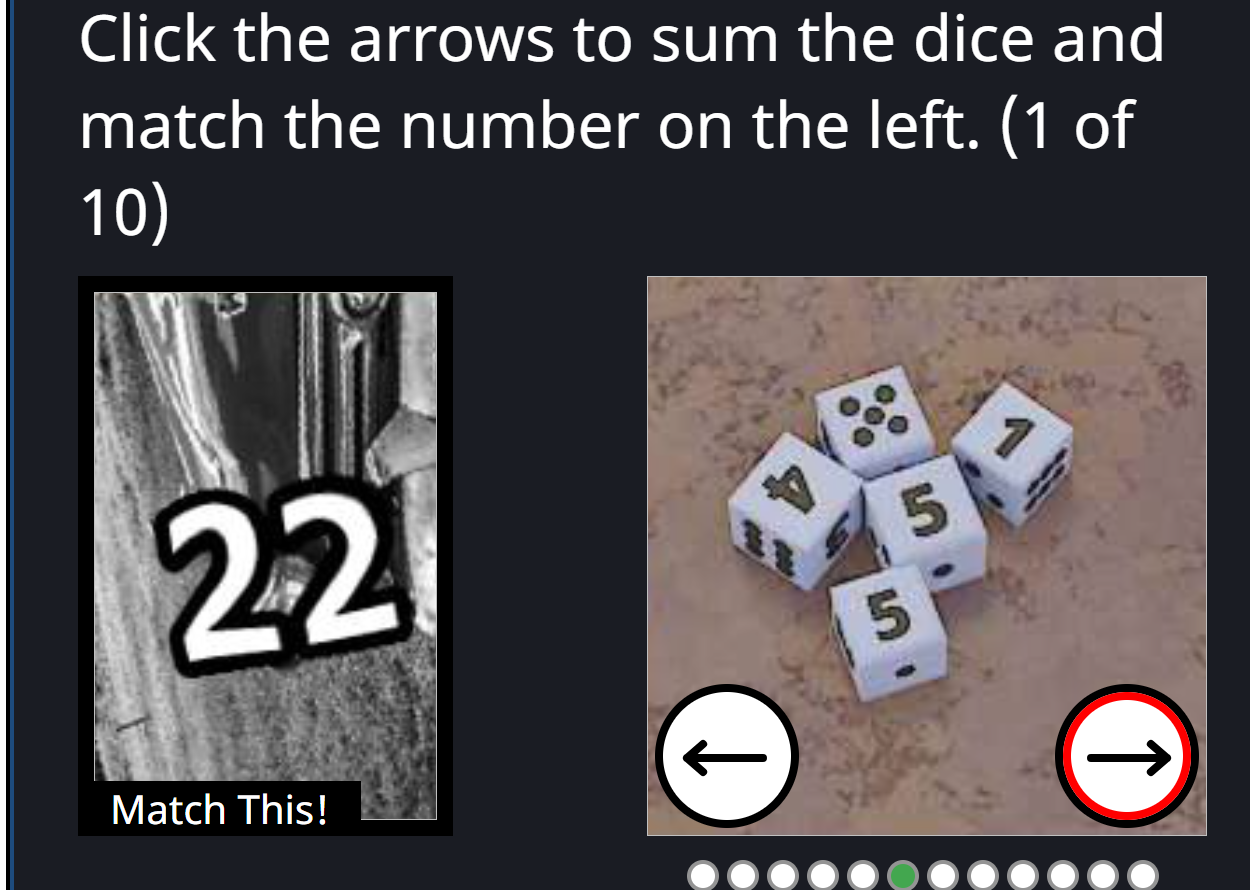 Click the arrows to sum the dice and
match the number on the left. (1 of
10)
22
Match This!
1
4
5
5